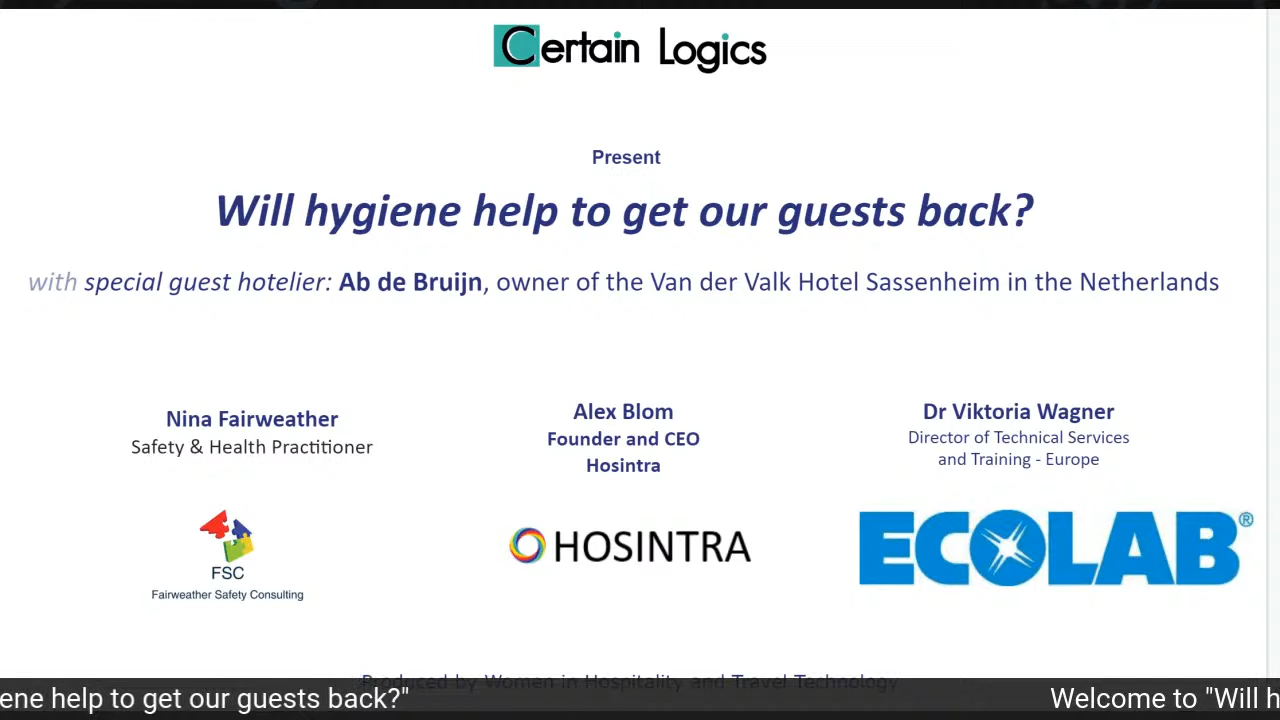 Certain Logics
Present
Will hygiene help to get our guests back?
with special guest hotelier: Ab de Bruijn, owner of the Van der Valk Hotel Sassenheim in the Netherlands
Nina Fairweather
Safety & Health Practitioner
FSC
Fairweather Safety Consulting
Alex Blom
Founder and CEO
Hosintra
HOSINTRA
Dr Viktoria Wagner
Director of Technical Services
and Training - Europe
ECOLAB®
Produced by Women in Hospitality and Travel Technology
ene help to get our guests back?" Welcome to "Will h